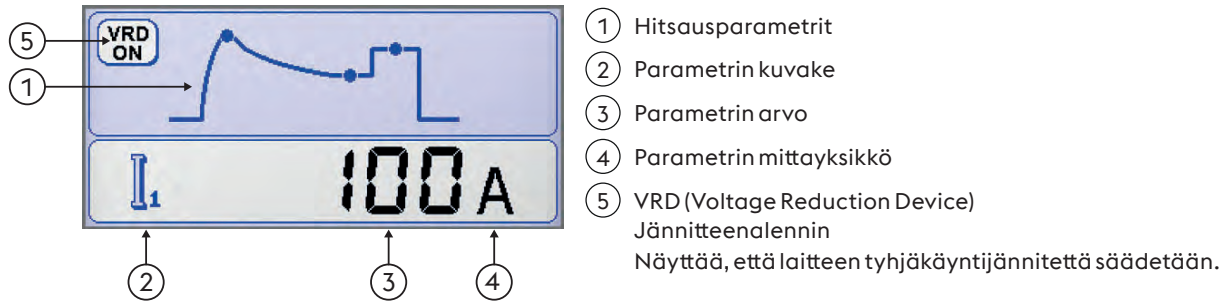 VRD
ON
5
1
I1
100 A
2
3
4
1 Hitsausparametrit
2 Parametrin kuvake
3 Parametrin arvo
4 Parametrin mittayksikkö
5 VRD (Voltage Reduction Device)
Jännitteenalennin
Näyttää, että laitteen tyhjäkäyntijännitettä säädetään.